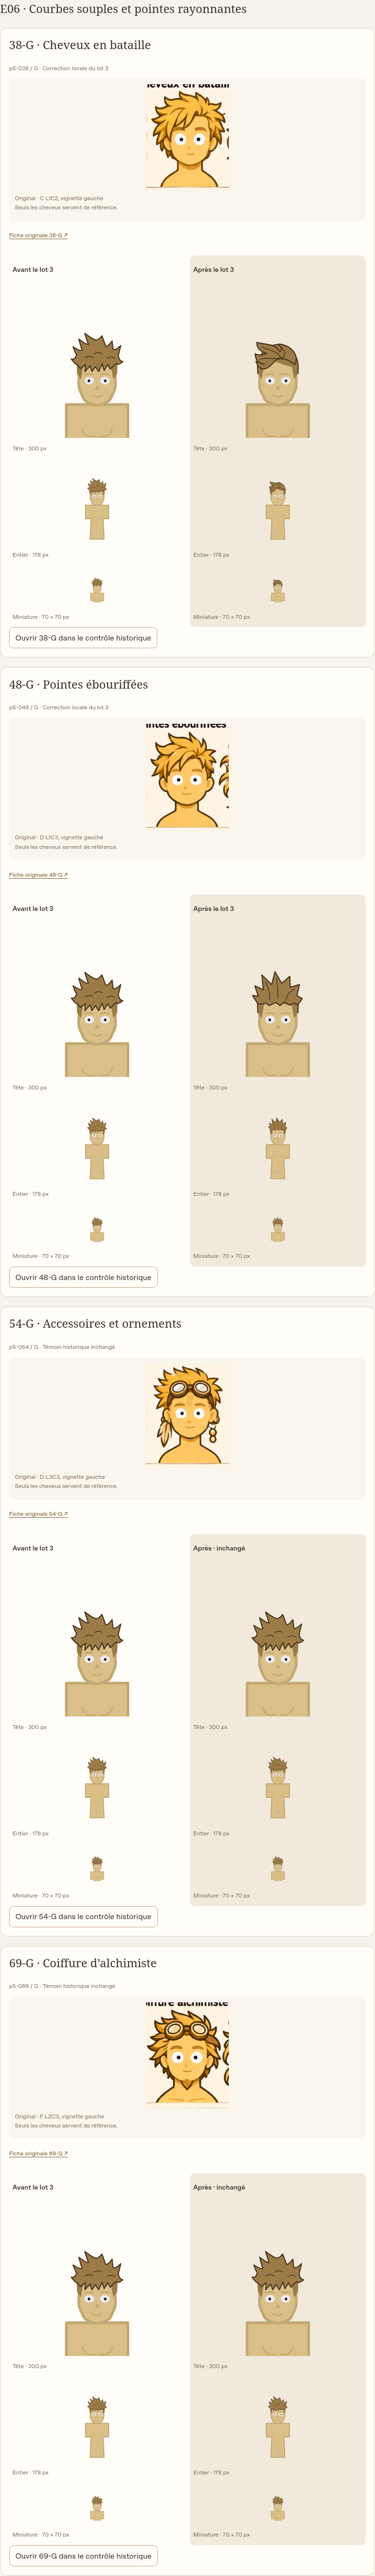 E06 · Courbes souples et pointes rayonnantes
38-G · Cheveux en bataille
p5-038 / G · Correction locale du lot 3
Original · C L1C2, vignette gauche
Seuls les cheveux servent de référence.
Fiche originale 38-G ↗
Avant le lot 3
Après le lot 3
Tête · 300 px
Tête · 300 px
Entier · 178 px
Entier · 178 px
Miniature · 70 × 70 px
Miniature · 70 × 70 px
Ouvrir 38-G dans le contrôle historique
48-G · Pointes ébouriffées
p5-048 / G · Correction locale du lot 3
Original · D L1C3, vignette gauche
Seuls les cheveux servent de référence.
Fiche originale 48-G ↗
Avant le lot 3
Après le lot 3
Tête · 300 px
Tête · 300 px
Entier · 178 px
Entier · 178 px
Miniature · 70 × 70 px
Miniature · 70 × 70 px
Ouvrir 48-G dans le contrôle historique
54-G · Accessoires et ornements
p5-054 / G · Témoin historique inchangé
Original · D L3C3, vignette gauche
Seuls les cheveux servent de référence.
Fiche originale 54-G ↗
Avant le lot 3
Après · inchangé
Tête · 300 px
Tête · 300 px
Entier · 178 px
Entier · 178 px
Miniature · 70 × 70 px
Miniature · 70 × 70 px
Ouvrir 54-G dans le contrôle historique
69-G · Coiffure d’alchimiste
p5-069 / G · Témoin historique inchangé
Original · F L2C3, vignette gauche
Seuls les cheveux servent de référence.
Fiche originale 69-G ↗
Avant le lot 3
Après · inchangé
Tête · 300 px
Tête · 300 px
Entier · 178 px
Entier · 178 px
Miniature · 70 × 70 px
Miniature · 70 × 70 px
Ouvrir 69-G dans le contrôle historique